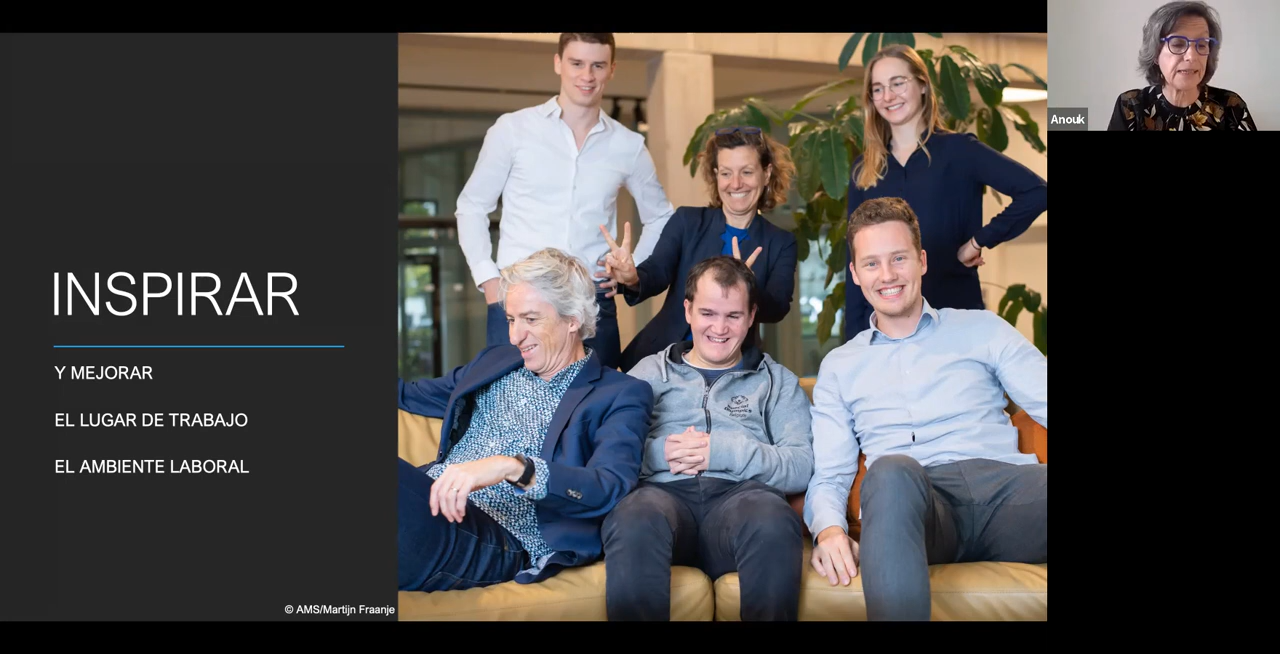 INSPIRAR
Y MEJORAR
EL LUGAR DE TRABAJO
EL AMBIENTE LABORAL
© AMS/Martijn Fraanje
Anouk